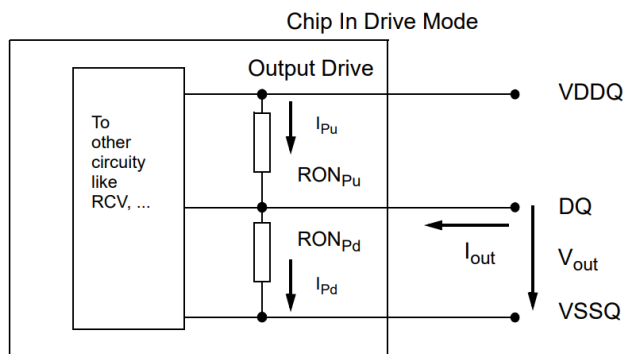 Chip In Drive Mode
Output Drive
VDDQ
To
other
circuity
like
RCV, ...
IPu
RONPu
DQ
RONPd
Iout
Vout
IPd
VSSQ